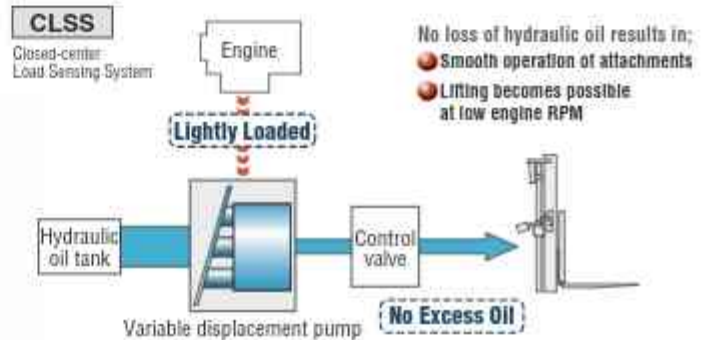 CLSS
Closed-center
Load Sensing System
Engine
No loss of hydraulic oil results in;
Smooth operation of attachments
Lifting becomes possible
at low engine RPM
Lightly Loaded
Hydraulic
oil tank
Control
valve
No Excess Oil
Variable displacement pump